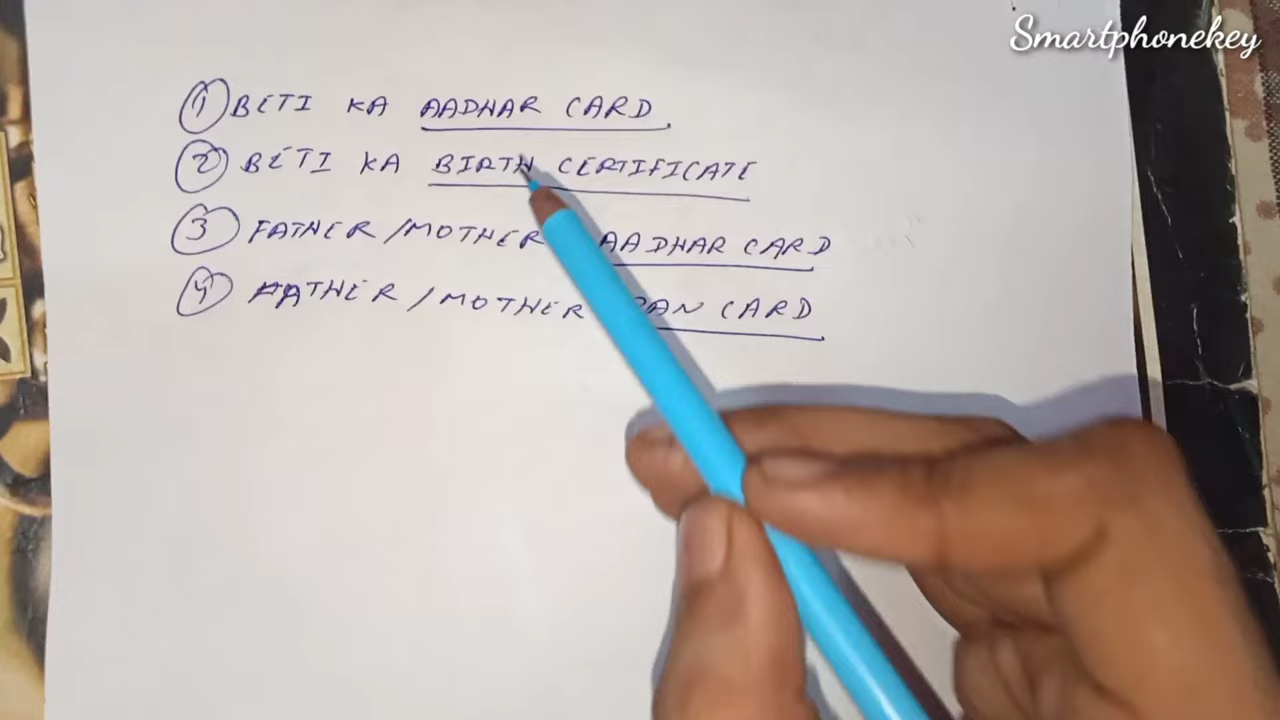 Smartphonekey
1 BETI KA AADHAR CARD
2 BETI KA BIRTH CERTIFICATE
3 FATHER/MOTHER AADHAR CARD
4 FATHER/MOTHER PAN CARD